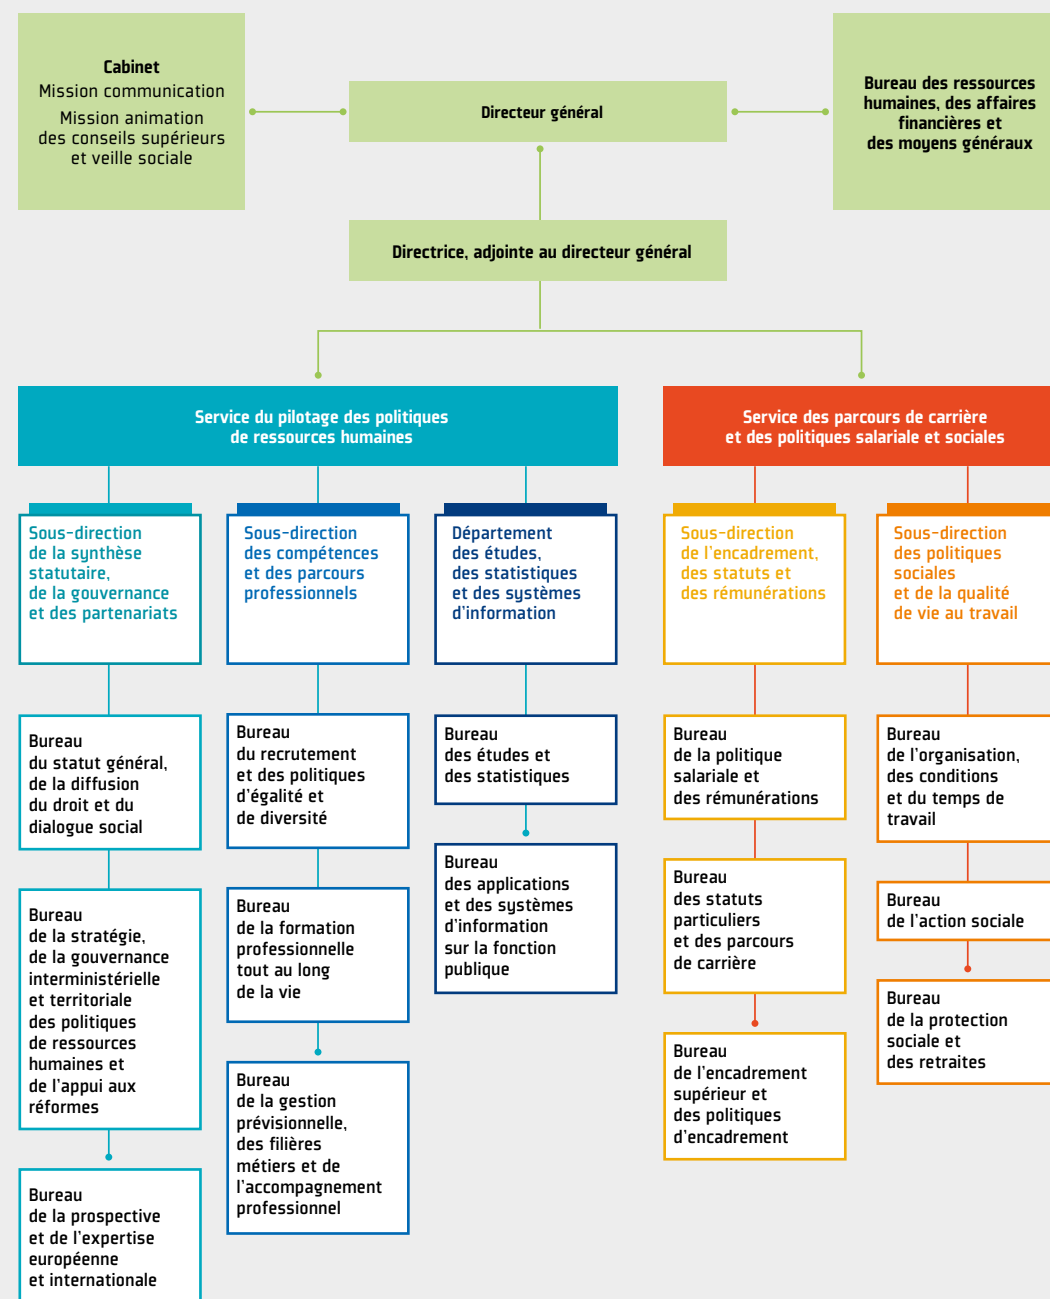 Cabinet
Mission communication
Mission animation
des conseils supérieurs
et veille sociale
Directeur général
Bureau des ressources
humaines, des affaires
financières et
des moyens généraux
Directrice, adjointe au directeur général
Service du pilotage des politiques
de ressources humaines
Service des parcours de carrière
et des politiques salariale et sociales
Sous-direction
de la synthèse
statutaire,
de la gouvernance
et des partenariats
Sous-direction
des compétences
et des parcours
professionnels
Département
des études,
des statistiques
et des systèmes
d'information
Sous-direction
de l'encadrement,
des statuts et
des rémunérations
Sous-direction
des politiques
sociales
et de la qualité
de vie au travail
Bureau
du statut général,
de la diffusion
du droit et du
dialogue social
Bureau
de la stratégie,
de la gouvernance
interministérielle
et territoriale
des politiques
de ressources
humaines et
de l'appui aux
réformes
Bureau
de la prospective
et de l'expertise
européenne
et internationale
Bureau
du recrutement
et des politiques
d'égalité et
de diversité
Bureau
de la formation
professionnelle
tout au long
de la vie
Bureau
de la gestion
prévisionnelle,
des filières
métiers et de
l'accompagnement
professionnel
Bureau
des études et
des statistiques
Bureau
des applications
et des systèmes
d'information
sur la fonction
publique
Bureau
de la politique
salariale et
des rémunérations
Bureau
des statuts
particuliers
et des parcours
de carrière
Bureau
de l'encadrement
supérieur et
des politiques
d'encadrement
Bureau
de l'organisation,
des conditions
et du temps de
travail
Bureau
de l'action sociale
Bureau
de la protection
sociale et
des retraites